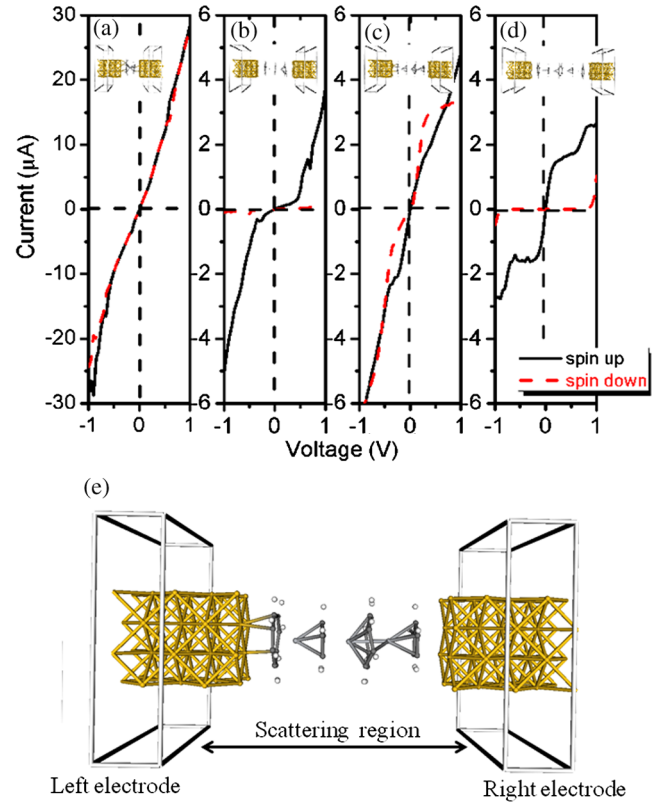 (a) (b) (c) (d)
30 6 6 6
20 4 4 4
10 2 2 2
0 0 0 0
-10 -2 -2 -2
-20 -4 4 4
-30 6 6 6
Current (μA)
spin up
spin down
-1 0 1 -1 0 1 -1 0 1 -1 0 1
Voltage (V)
(e)
Scattering region
Left electrode
Right electrode